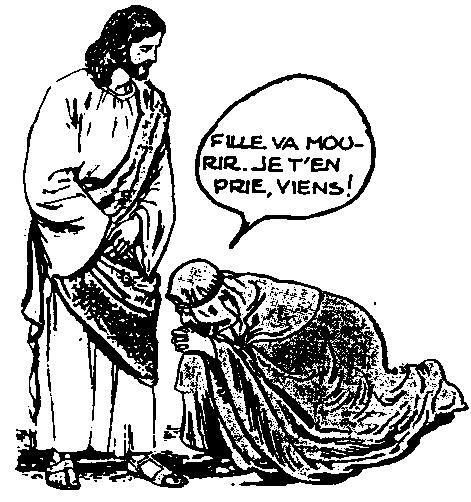 FILLE VA MOU-
RIR. JE T'EN
PRIE, VIENS!